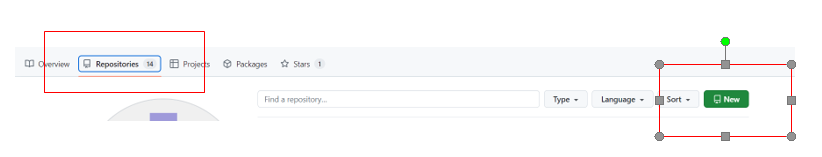 Overview Repositories 14 Projects Packages Stars 1
Find a repository... Type Language Sort New